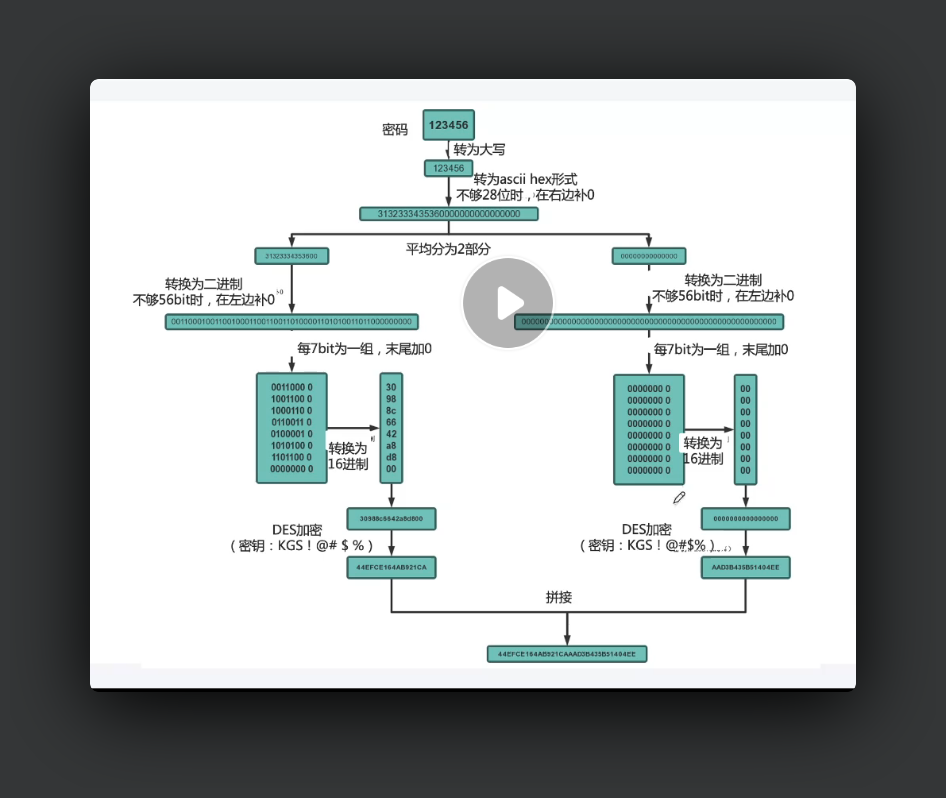 密码
123456
转为大写
123456
转为ascii hex形式
不够28位时，在右边补0
3132333435360000000000000000
平均分为2部分
31323334353600
00000000000000
转换为二进制
不够56bit时，在左边补0
转换为二进制
不够56bit时，在左边补0
每7bit为一组，末尾加0
每7bit为一组，末尾加0
0011000 0
1001100 0
1000110 0
0110011 0
0100001 0
1010100 0
1101100 0
0000000 0
转换为
16进制
30
98
8c
66
42
a8
d8
00
0000000 0
0000000 0
0000000 0
0000000 0
0000000 0
0000000 0
0000000 0
0000000 0
转换为
16进制
00
00
00
00
00
00
00
00
30988c6642a8d800
0000000000000000
DES加密
（密钥：KGS！@#＄%）
DES加密
（密钥：KGS！@#$%）
44EFCE164AB921CA
AAD3B435B51404EE
拼接
44EFCE164AB921CAAAD3B435B51404EE